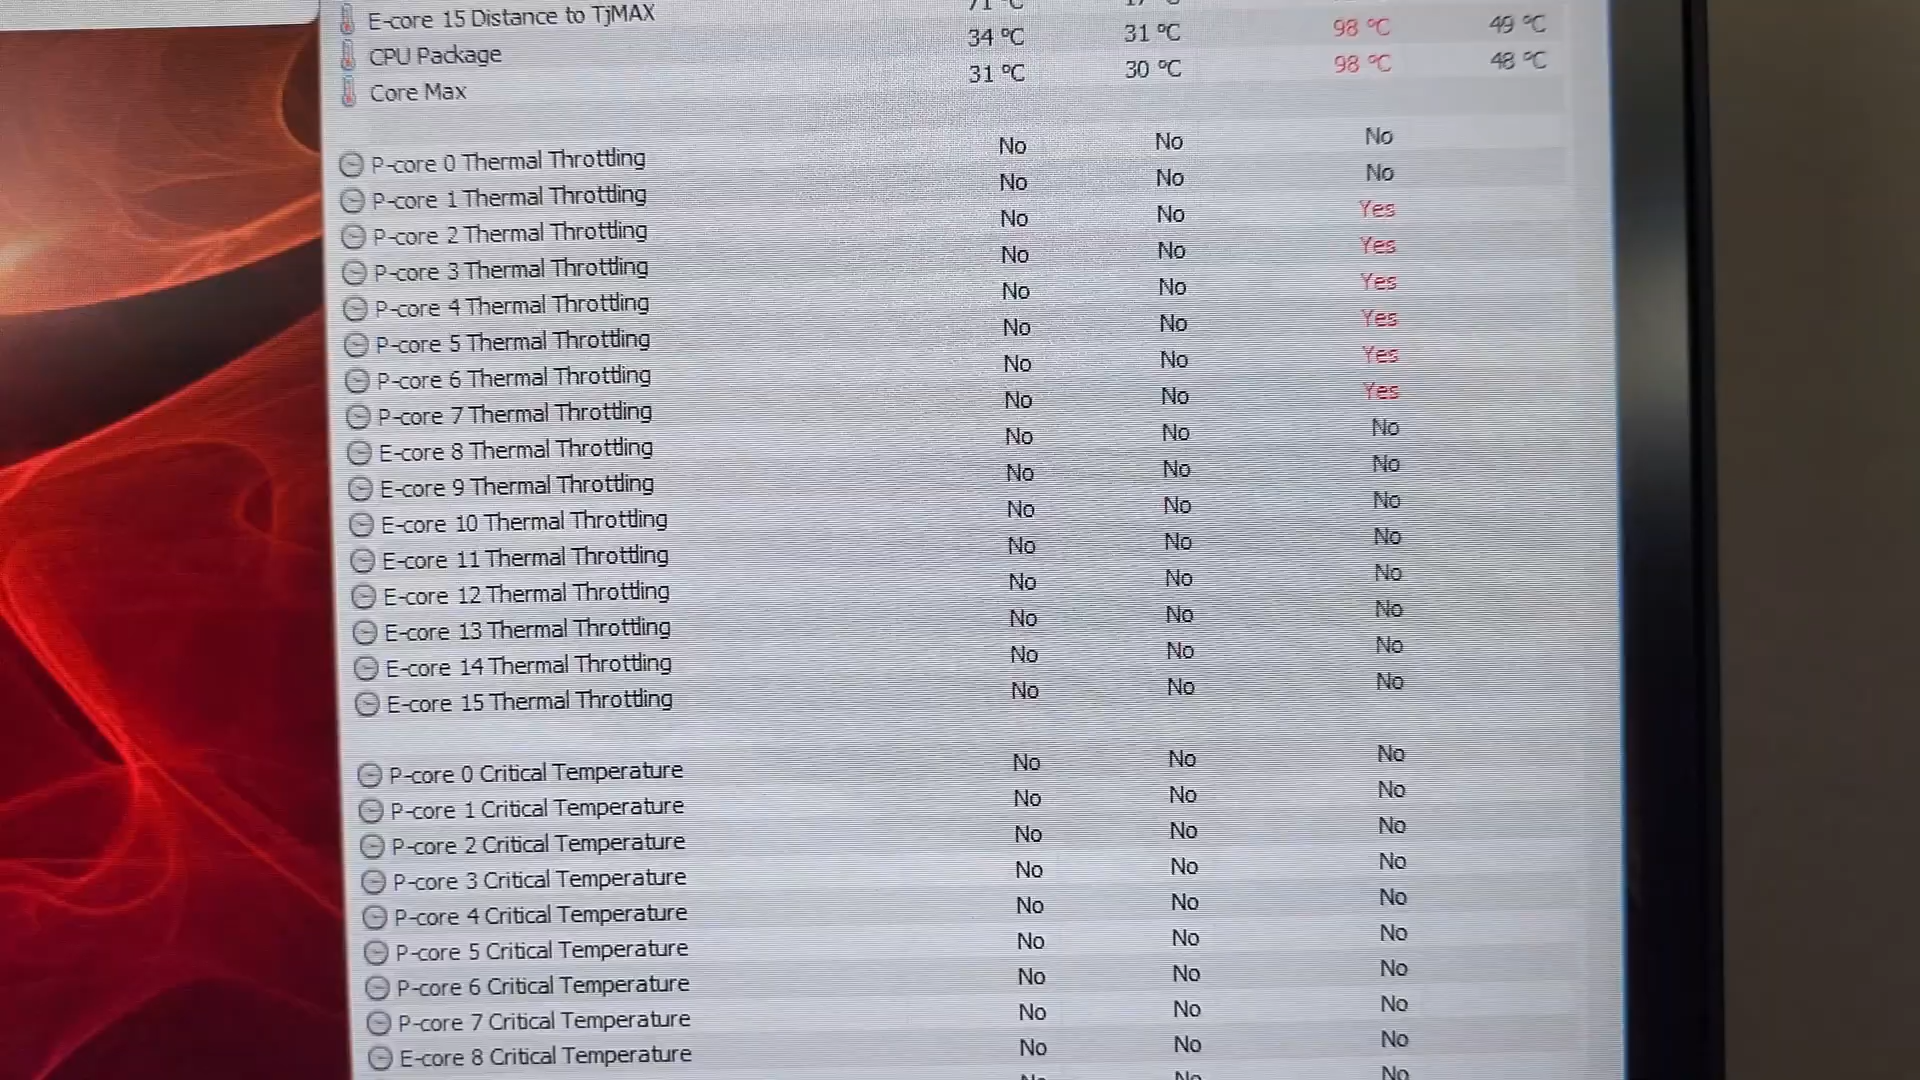 E-core 15 Distance to TjMAX
CPU Package 34 °C 31 °C 98 °C 49 °C
Core Max 31 °C 30 °C 98 °C 48 °C
P-core 0 Thermal Throttling No No No
P-core 1 Thermal Throttling No No No
P-core 2 Thermal Throttling No No Yes
P-core 3 Thermal Throttling No No Yes
P-core 4 Thermal Throttling No No Yes
P-core 5 Thermal Throttling No No Yes
P-core 6 Thermal Throttling No No Yes
P-core 7 Thermal Throttling No No Yes
E-core 8 Thermal Throttling No No No
E-core 9 Thermal Throttling No No No
E-core 10 Thermal Throttling No No No
E-core 11 Thermal Throttling No No No
E-core 12 Thermal Throttling No No No
E-core 13 Thermal Throttling No No No
E-core 14 Thermal Throttling No No No
E-core 15 Thermal Throttling No No No
P-core 0 Critical Temperature No No No
P-core 1 Critical Temperature No No No
P-core 2 Critical Temperature No No No
P-core 3 Critical Temperature No No No
P-core 4 Critical Temperature No No No
P-core 5 Critical Temperature No No No
P-core 6 Critical Temperature No No No
P-core 7 Critical Temperature No No No
E-core 8 Critical Temperature No No No
No No No